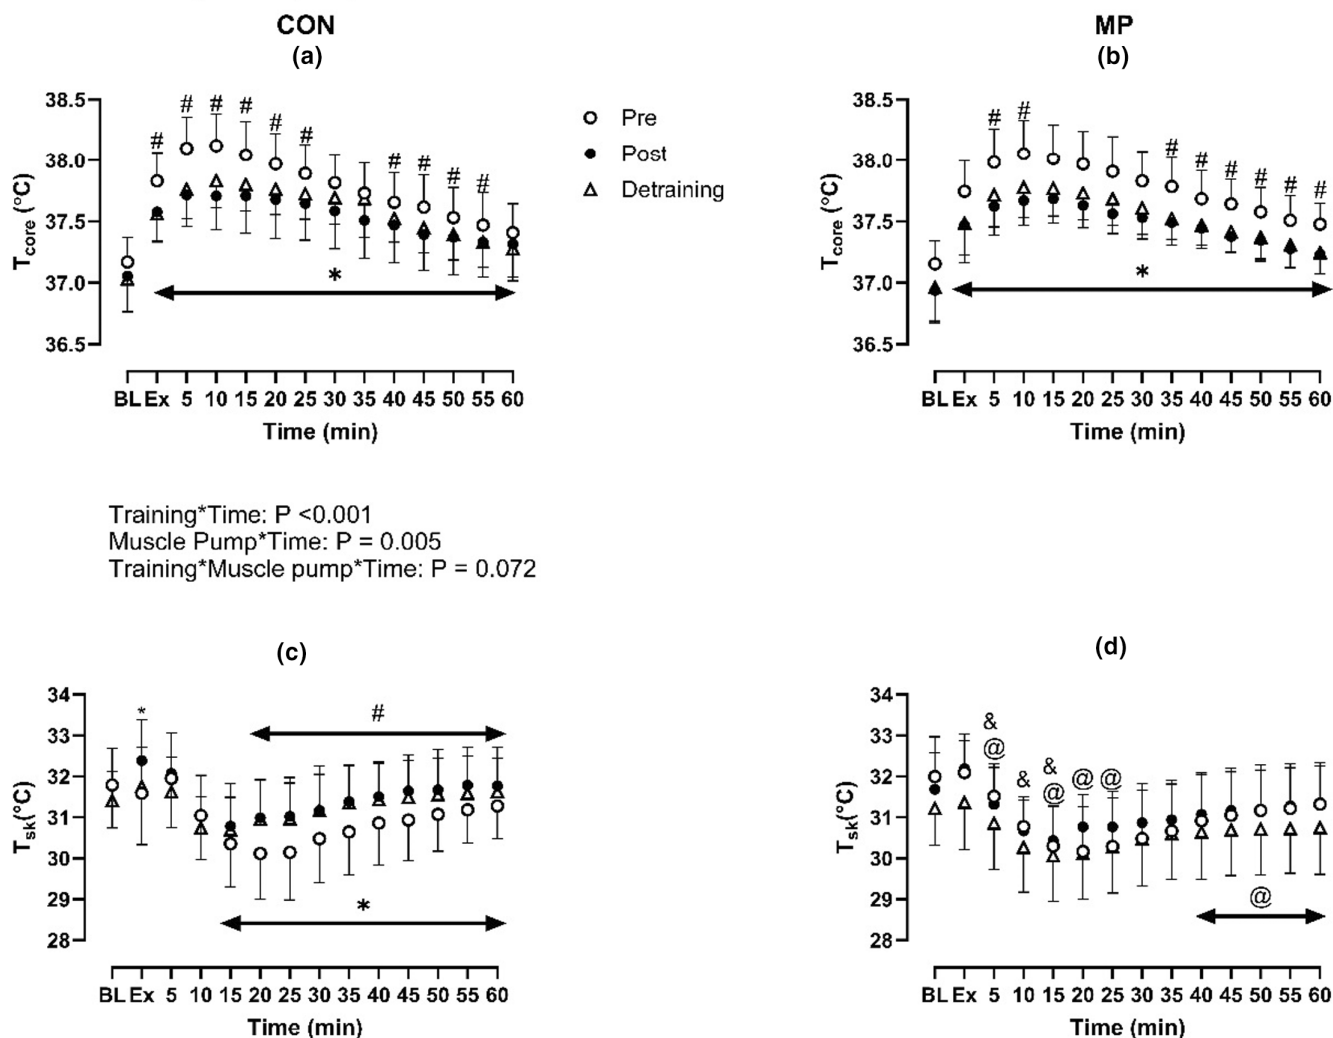 CON
(a)
MP
(b)
38.5
38.0
37.5
37.0
36.5
Tcore (°C)
# # # # # # # # # #
*
BL Ex 5 10 15 20 25 30 35 40 45 50 55 60
Time (min)
Pre
Post
Detraining
38.5
38.0
37.5
37.0
36.5
Tcore (°C)
# # # # # # # #
*
BL Ex 5 10 15 20 25 30 35 40 45 50 55 60
Time (min)
Training*Time: P <0.001
Muscle Pump*Time: P = 0.005
Training*Muscle pump*Time: P = 0.072
(c)
34
33
32
31
30
29
28
Tsk(°C)
*
#
*
BL Ex 5 10 15 20 25 30 35 40 45 50 55 60
Time (min)
(d)
34
33
32
31
30
29
28
Tsk(°C)
& & &
@ @ @ @
@
BL Ex 5 10 15 20 25 30 35 40 45 50 55 60
Time (min)